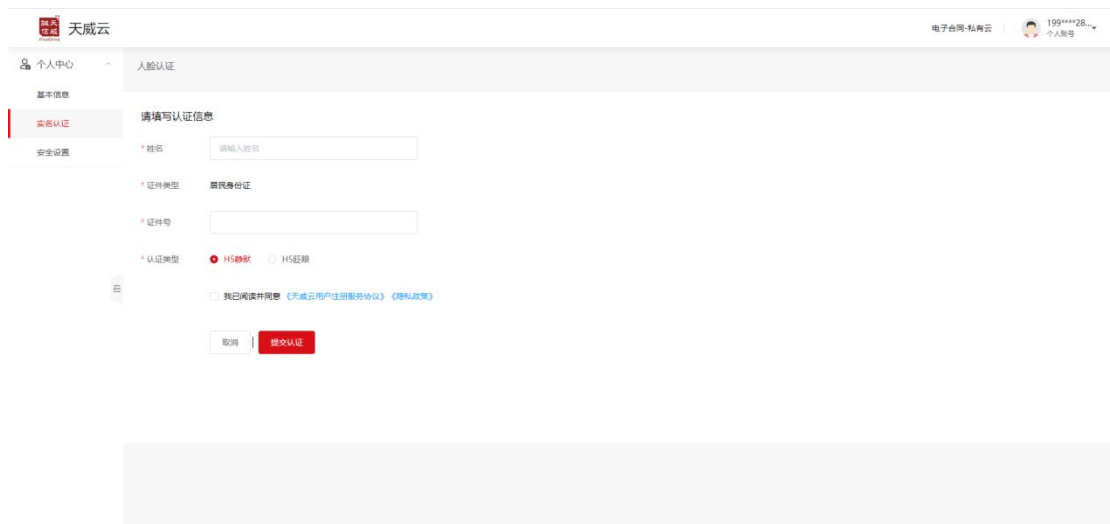 天威云
电子合同-私有云
199****28...
个人账号
个人中心
基本信息
实名认证
安全设置
人脸认证
请填写认证信息
* 姓名 请输入姓名
* 证件类型 居民身份证
* 证件号
* 认证类型 H5静默 H5眨眼
我已阅读并同意 《天威云用户注册服务协议》 《隐私政策》
取消 提交认证